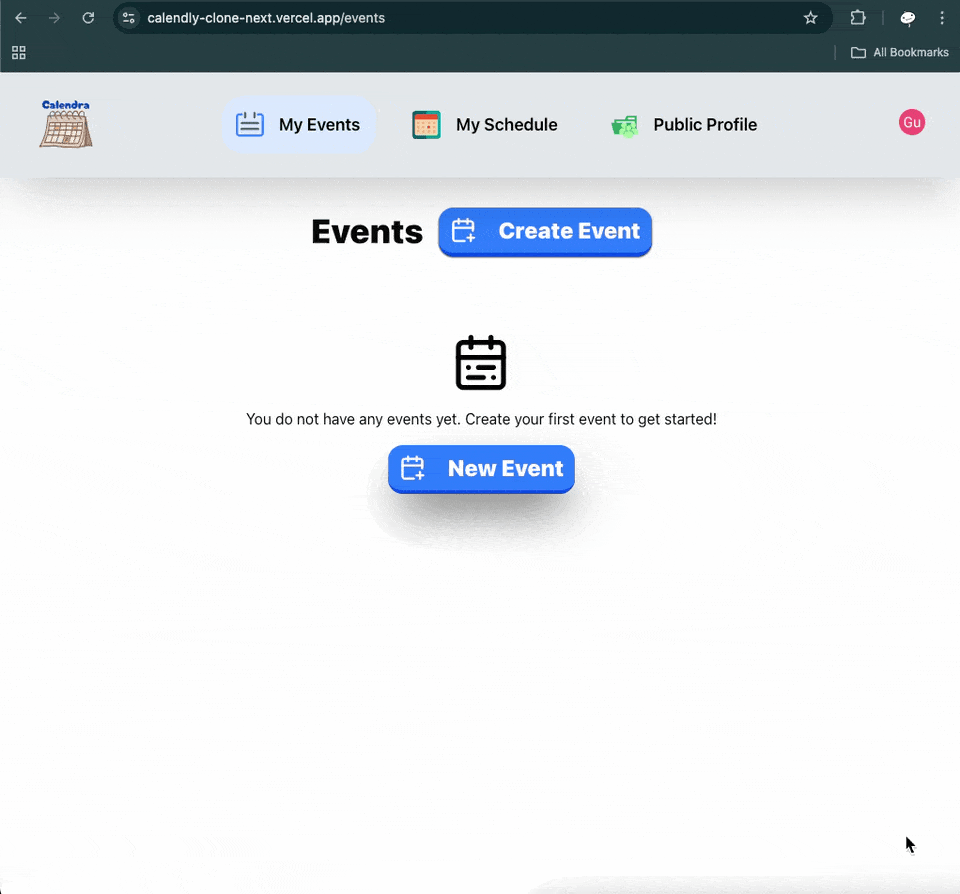 calendly-clone-next.vercel.app/events
All Bookmarks
Calendra
My Events
My Schedule
Public Profile
Gu
Events
Create Event
You do not have any events yet. Create your first event to get started!
New Event